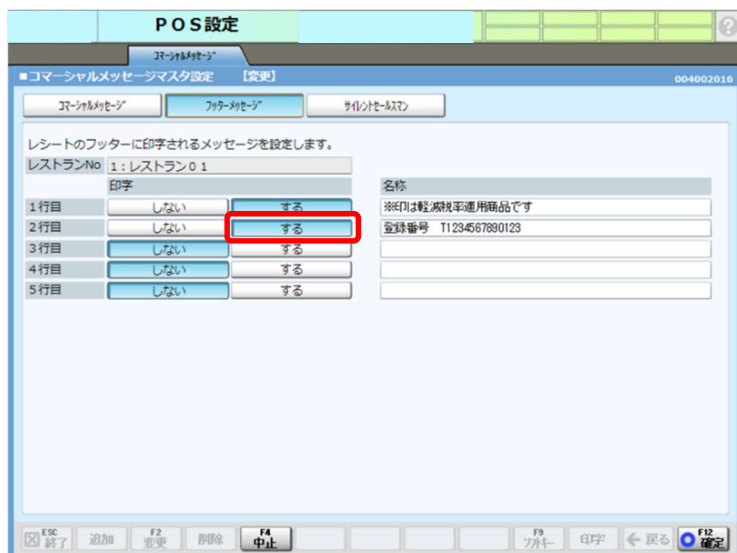 POS設定
コマーシャルメッセージ
■コマーシャルメッセージマスタ設定 【変更】 004002016
コマーシャルメッセージ フッターメッセージ サイレントセールスマン
レシートのフッターに印字されるメッセージを設定します。
レストランNo 1：レストラン０１
印字 名称
1行目 しない する ※印は軽減税率適用商品です
2行目 しない する 登録番号 T1234567890123
3行目 しない する
4行目 しない する
5行目 しない する
ESC 終了 追加 F2 変更 削除 F4 中止 F9 ソフトキー 印字 ← 戻る F12 確定